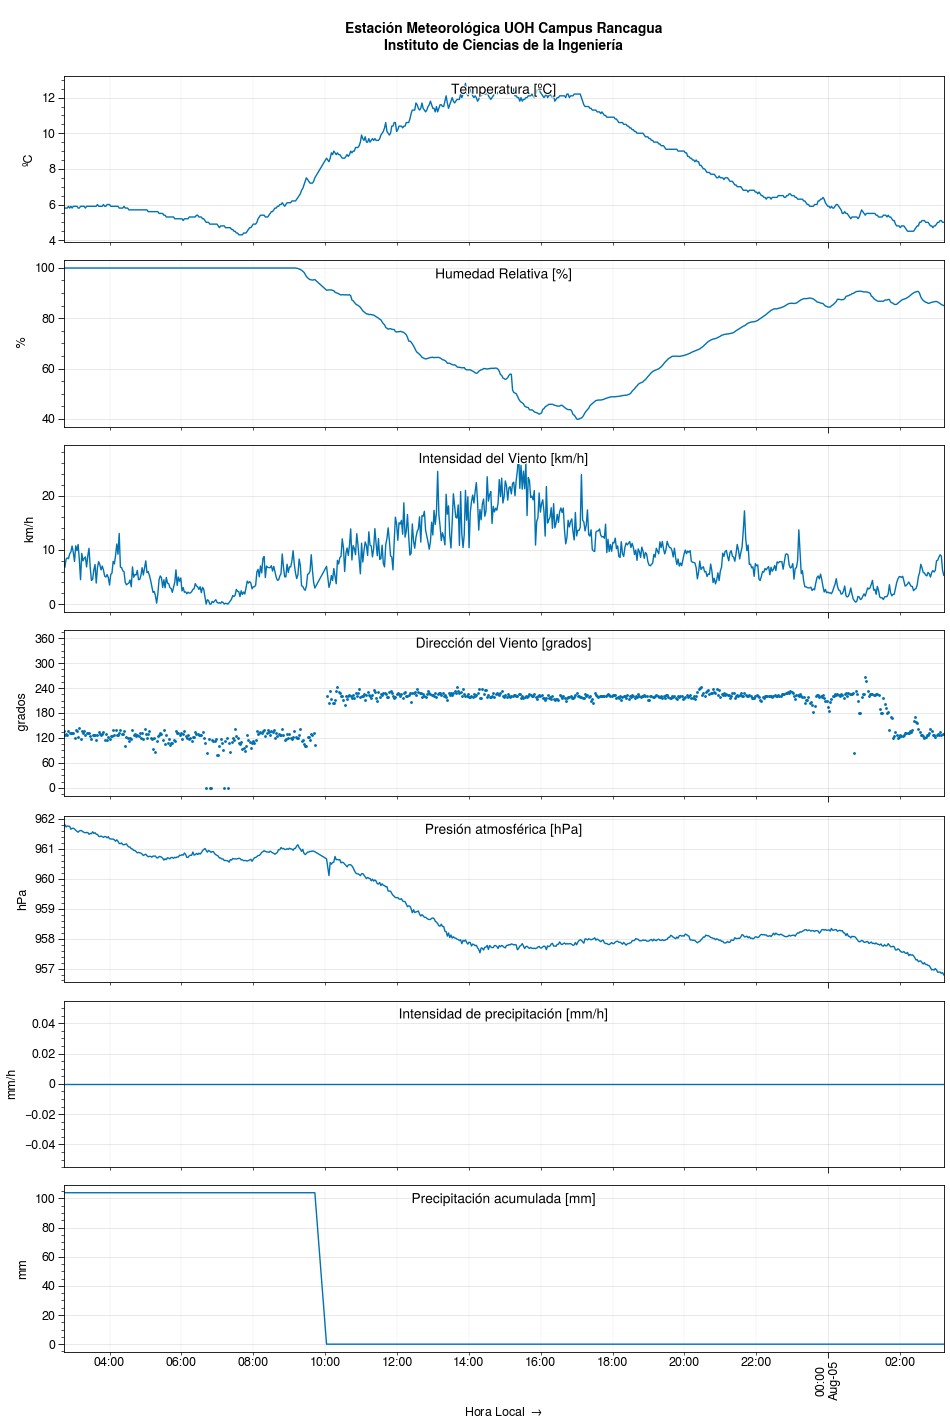 Estación Meteorológica UOH Campus Rancagua
Instituto de Ciencias de la Ingeniería
Temperatura [ºC]
ºC
12
10
8
6
4
Humedad Relativa [%]
%
100
80
60
40
Intensidad del Viento [km/h]
km/h
20
10
0
Dirección del Viento [grados]
grados
360
300
240
180
120
60
0
Presión atmosférica [hPa]
hPa
962
961
960
959
958
957
Intensidad de precipitación [mm/h]
mm/h
0.04
0.02
0
−0.02
−0.04
Precipitación acumulada [mm]
mm
100
80
60
40
20
0
04:00 06:00 08:00 10:00 12:00 14:00 16:00 18:00 20:00 22:00 00:00 02:00
Aug-05
Hora Local →